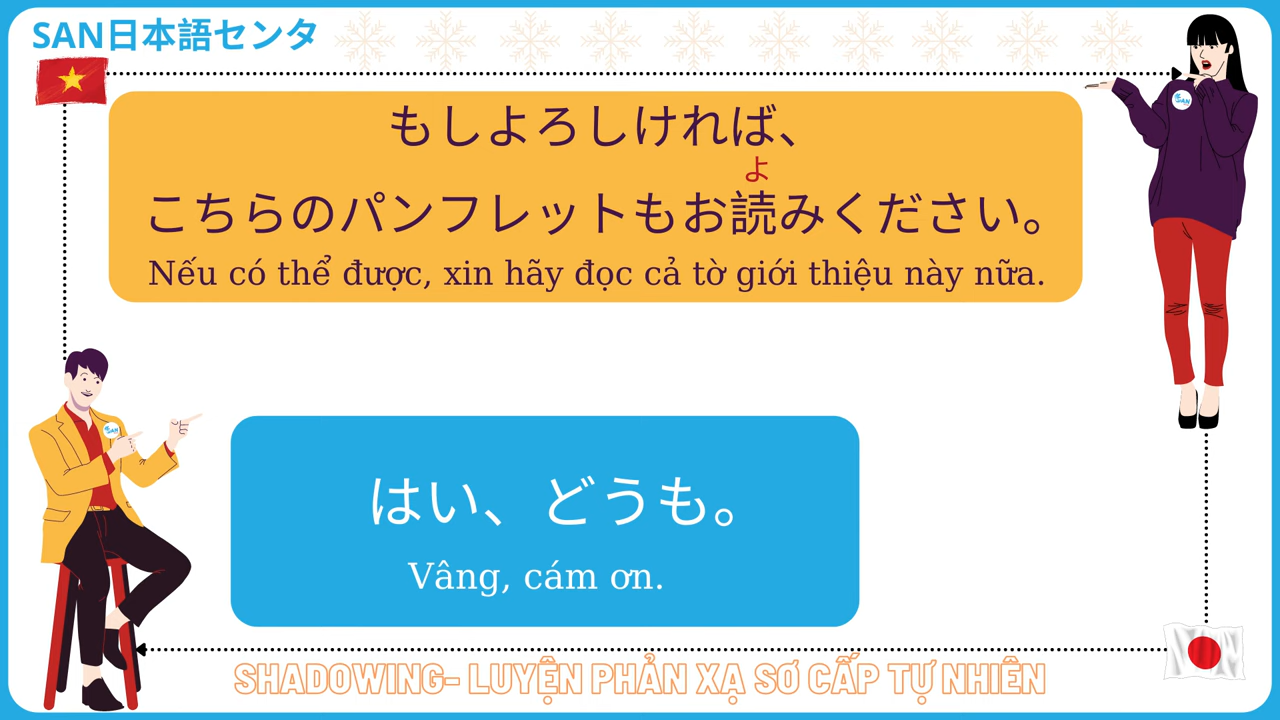 SAN日本語センタ
もしよろしければ、
よ
こちらのパンフレットもお読みください。
Nếu có thể được, xin hãy đọc cả tờ giới thiệu này nữa.
SAN
SAN
はい、どうも。
Vâng, cám ơn.
SHADOWING- LUYỆN PHẢN XẠ SƠ CẤP TỰ NHIÊN